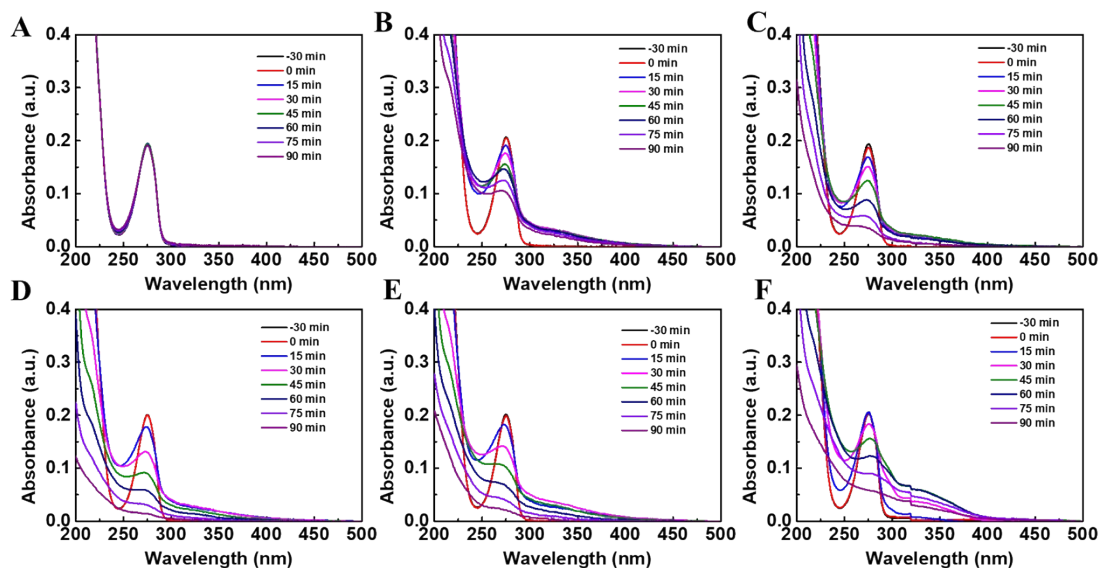 A
Absorbance (a.u.)
0.4
0.3
0.2
0.1
0.0
200 250 300 350 400 450 500
Wavelength (nm)
-30 min
0 min
15 min
30 min
45 min
60 min
75 min
90 min
B
Absorbance (a.u.)
0.4
0.3
0.2
0.1
0.0
200 250 300 350 400 450 500
Wavelength (nm)
-30 min
0 min
15 min
30 min
45 min
60 min
75 min
90 min
C
Absorbance (a.u.)
0.4
0.3
0.2
0.1
0.0
200 250 300 350 400 450 500
Wavelength (nm)
-30 min
0 min
15 min
30 min
45 min
60 min
75 min
90 min
D
Absorbance (a.u.)
0.4
0.3
0.2
0.1
0.0
200 250 300 350 400 450 500
Wavelength (nm)
-30 min
0 min
15 min
30 min
45 min
60 min
75 min
90 min
E
Absorbance (a.u.)
0.4
0.3
0.2
0.1
0.0
200 250 300 350 400 450 500
Wavelength (nm)
-30 min
0 min
15 min
30 min
45 min
60 min
75 min
90 min
F
Absorbance (a.u.)
0.4
0.3
0.2
0.1
0.0
200 250 300 350 400 450 500
Wavelength (nm)
-30 min
0 min
15 min
30 min
45 min
60 min
75 min
90 min